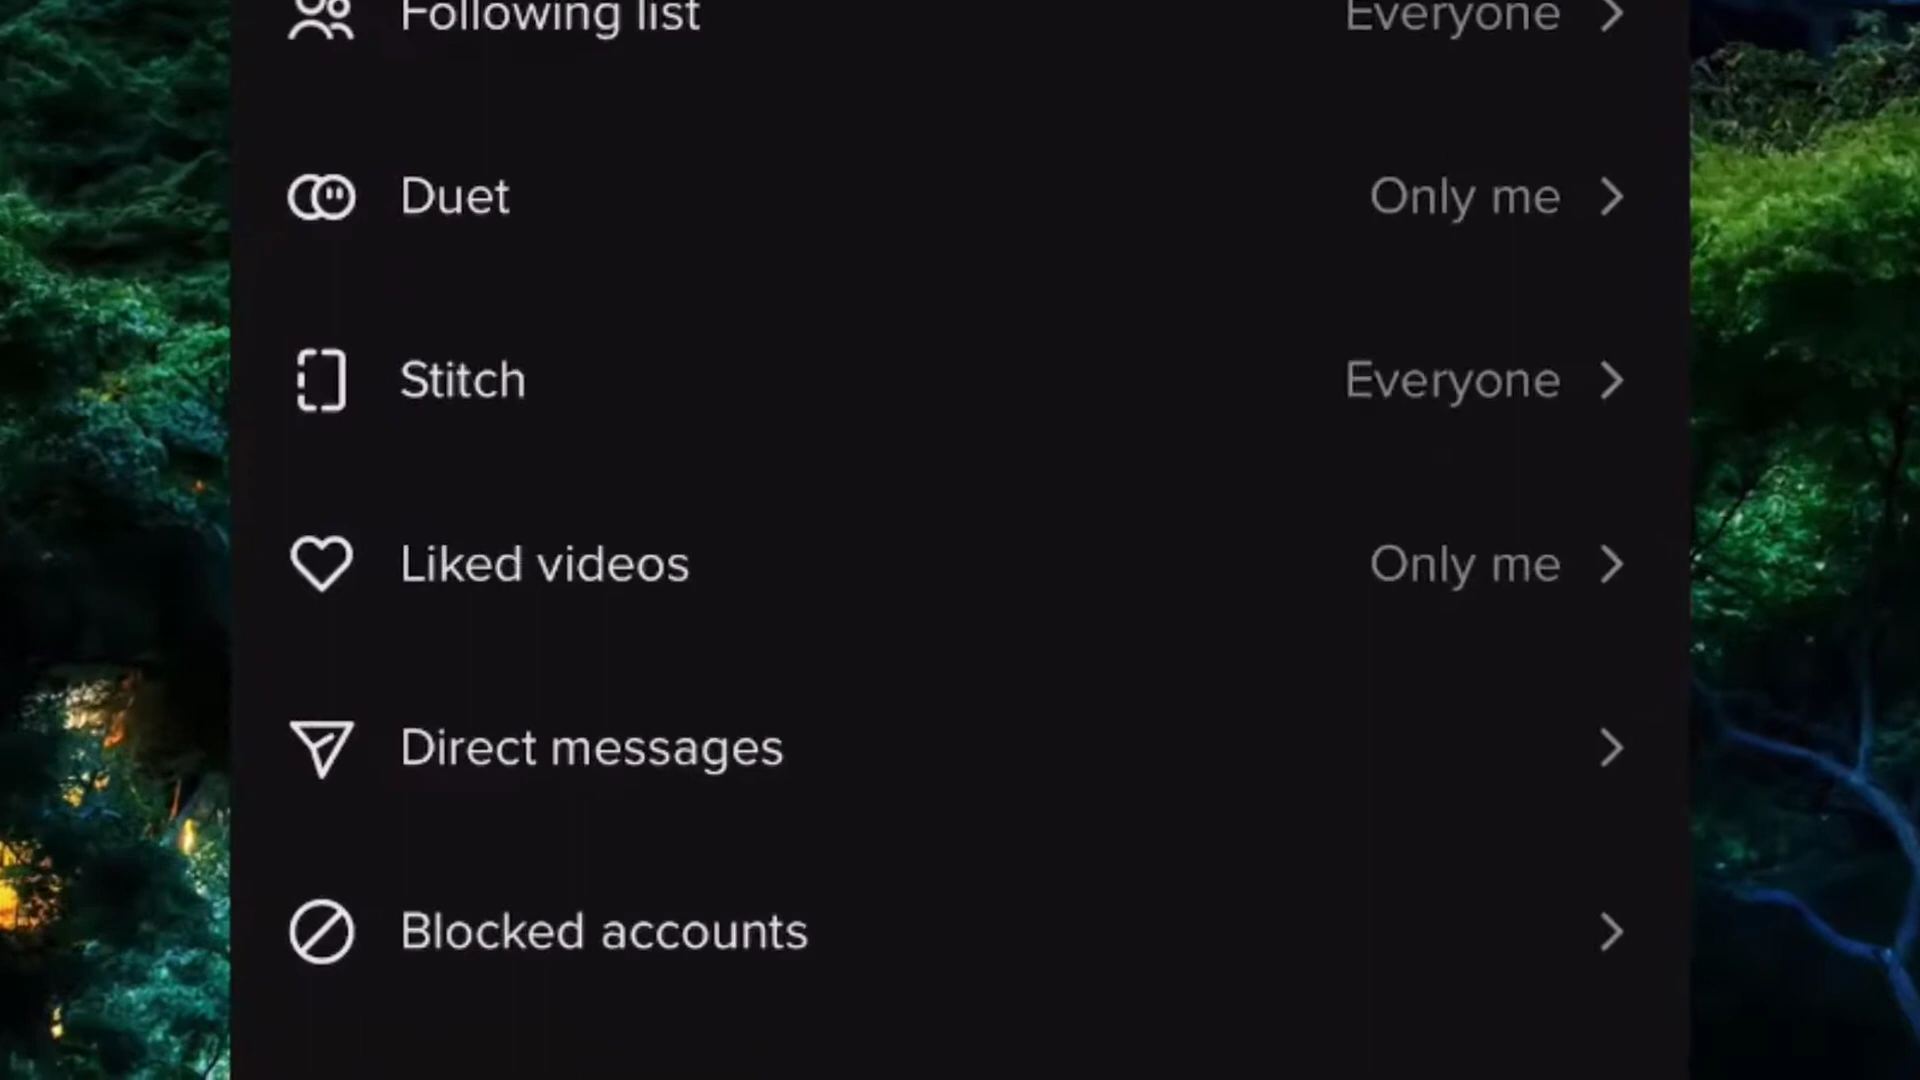 Following list Everyone
Duet Only me
Stitch Everyone
Liked videos Only me
Direct messages
Blocked accounts